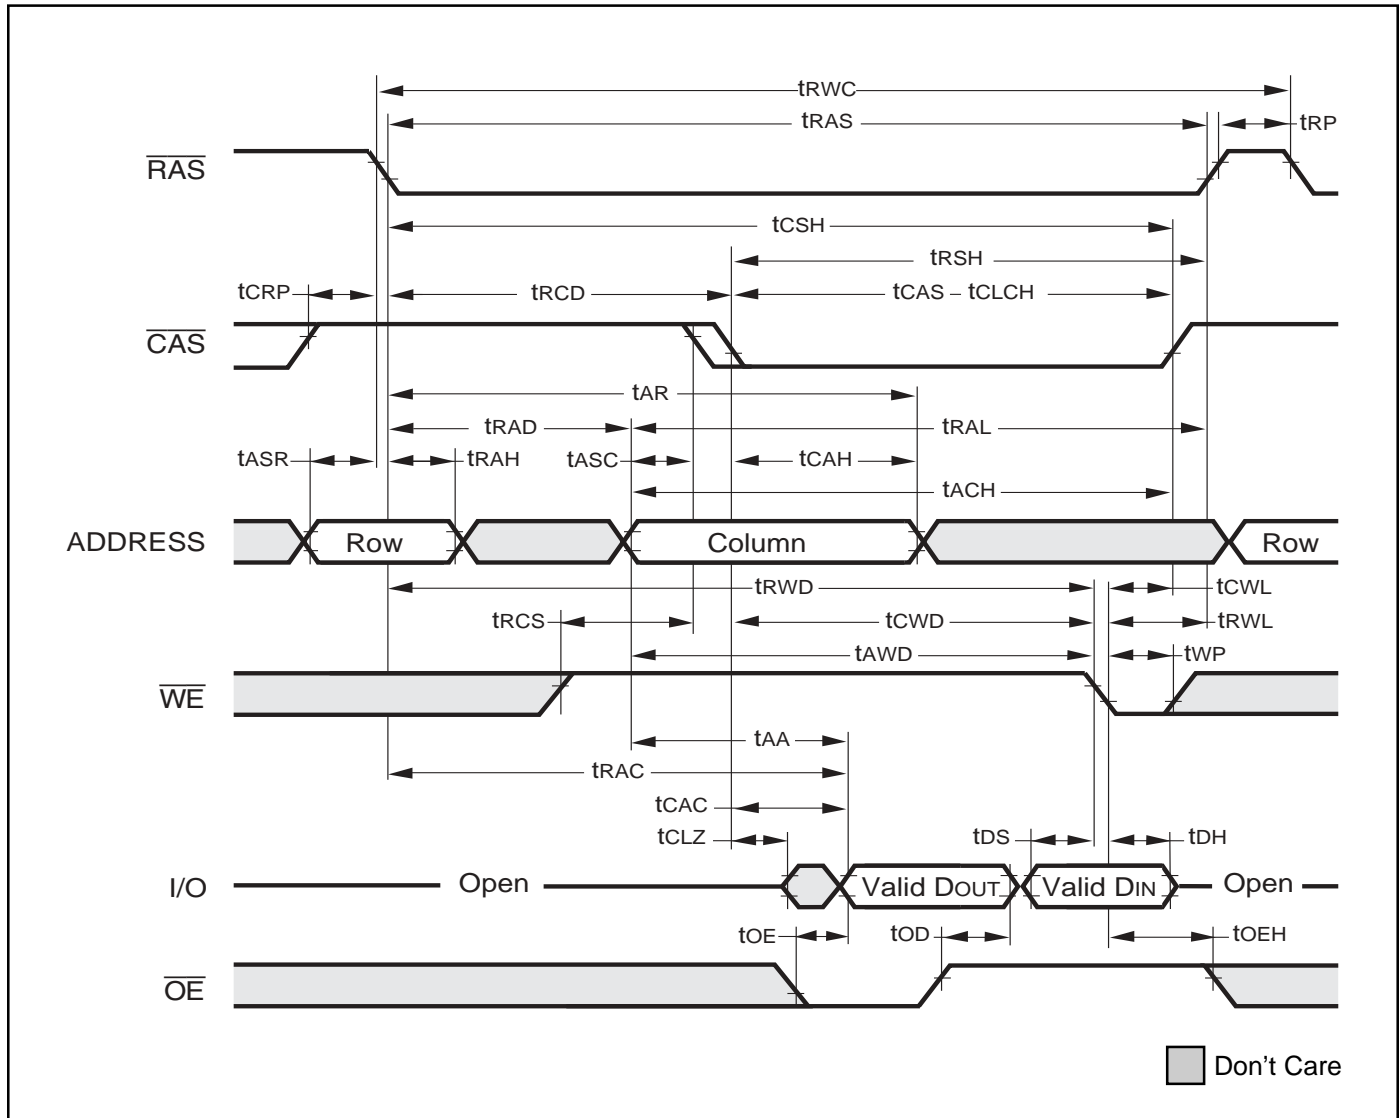 tRWC
tRAS
tRP
RAS
tCSH
tRSH
tCRP
tRCD
tCAS tCLCH
CAS
tAR
tRAD
tRAL
tASR
tRAH
tASC
tCAH
tACH
ADDRESS
Row
Column
Row
tRWD
tCWL
tRCS
tCWD
tRWL
tAWD
tWP
WE
tAA
tRAC
tCAC
tCLZ
tDS
tDH
I/O
Open
Valid DOUT
Valid DIN
Open
tOE
tOD
tOEH
OE
Don't Care